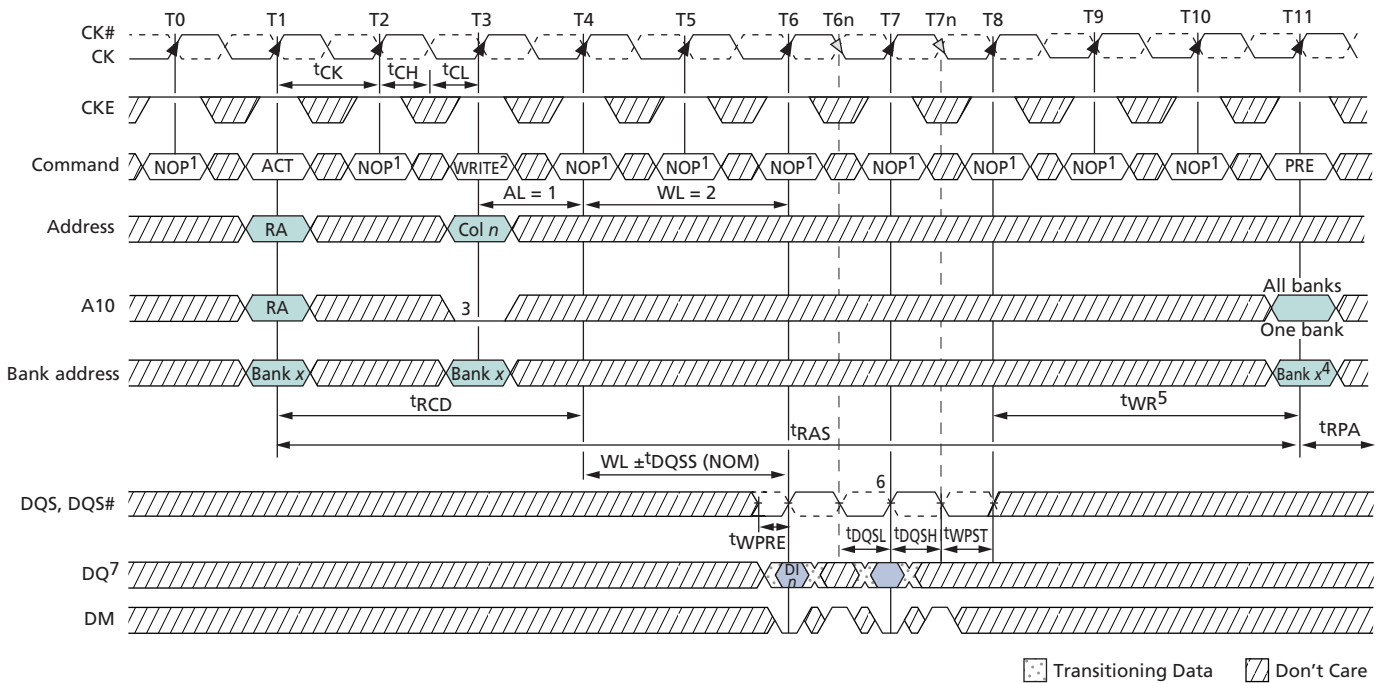 T0 T1 T2 T3 T4 T5 T6 T6n T7 T7n T8 T9 T10 T11
CK#
CK
tCK tCH tCL
CKE
Command NOP1 ACT NOP1 WRITE2 NOP1 NOP1 NOP1 NOP1 NOP1 NOP1 NOP1 PRE
AL = 1 WL = 2
Address RA Col n
All banks
A10 RA 3
One bank
Bank address Bank x Bank x Bank x4
tRCD tWR5
tRAS tRPA
WL ±tDQSS (NOM)
6
DQS, DQS#
tWPRE tDQSL tDQSH tWPST
DQ7 DI n
DM
Transitioning Data Don't Care